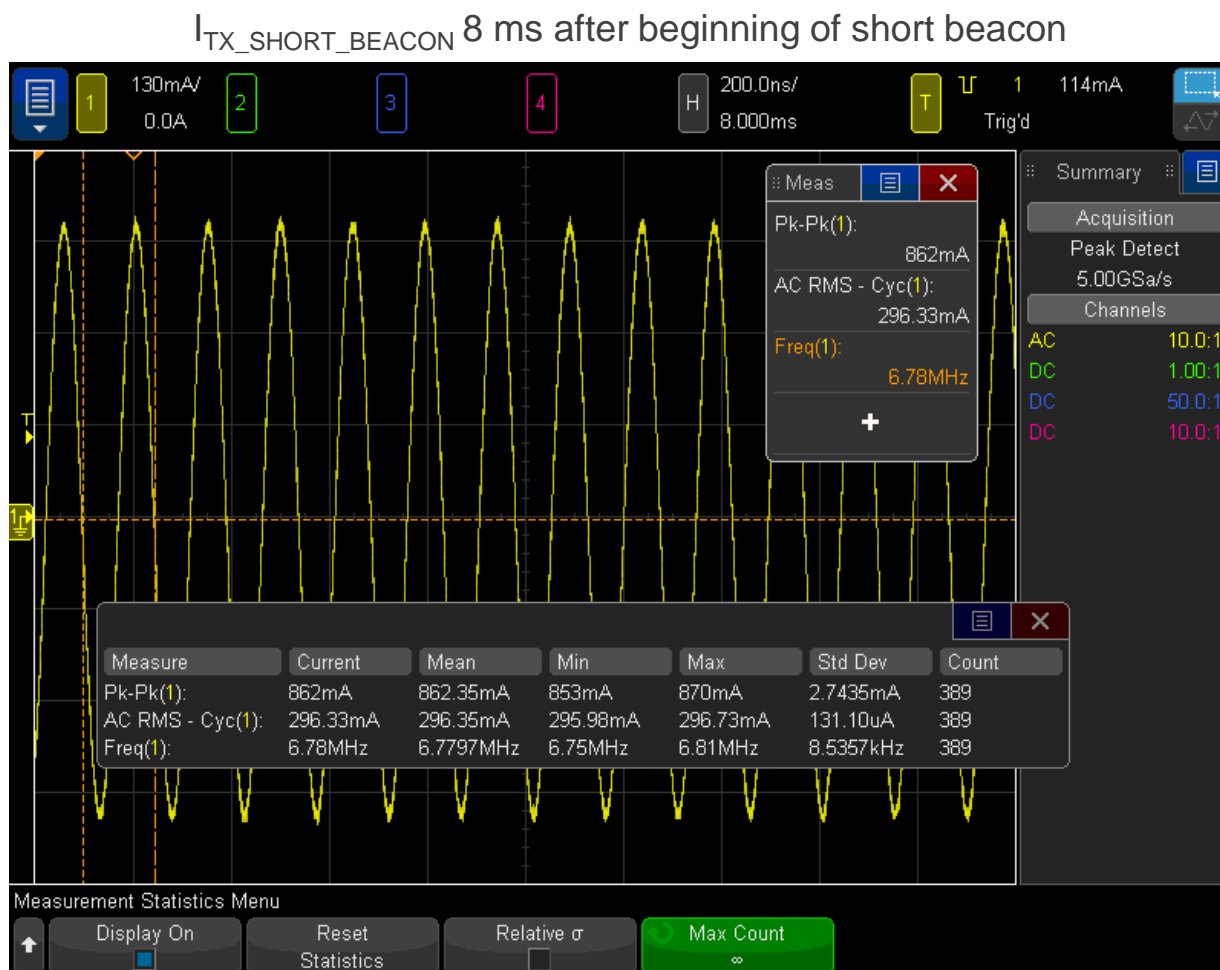 I_TX_SHORT_BEACON 8 ms after beginning of short beacon
1 130mA/ 2 3 4 H 200.0ns/ T 1 114mA
0.0A 8.000ms Trig'd
Meas
Pk-Pk(1):
862mA
AC RMS - Cyc(1):
296.33mA
Freq(1):
6.78MHz
+
Summary
Acquisition
Peak Detect
5.00GSa/s
Channels
AC 10.0:1
DC 1.00:1
DC 50.0:1
DC 10.0:1
T
1
Measure Current Mean Min Max Std Dev Count
Pk-Pk(1): 862mA 862.35mA 853mA 870mA 2.7435mA 389
AC RMS - Cyc(1): 296.33mA 296.35mA 295.98mA 296.73mA 131.10uA 389
Freq(1): 6.78MHz 6.7797MHz 6.75MHz 6.81MHz 8.5357kHz 389
Measurement Statistics Menu
Display On Reset Relative σ Max Count
Statistics ∞